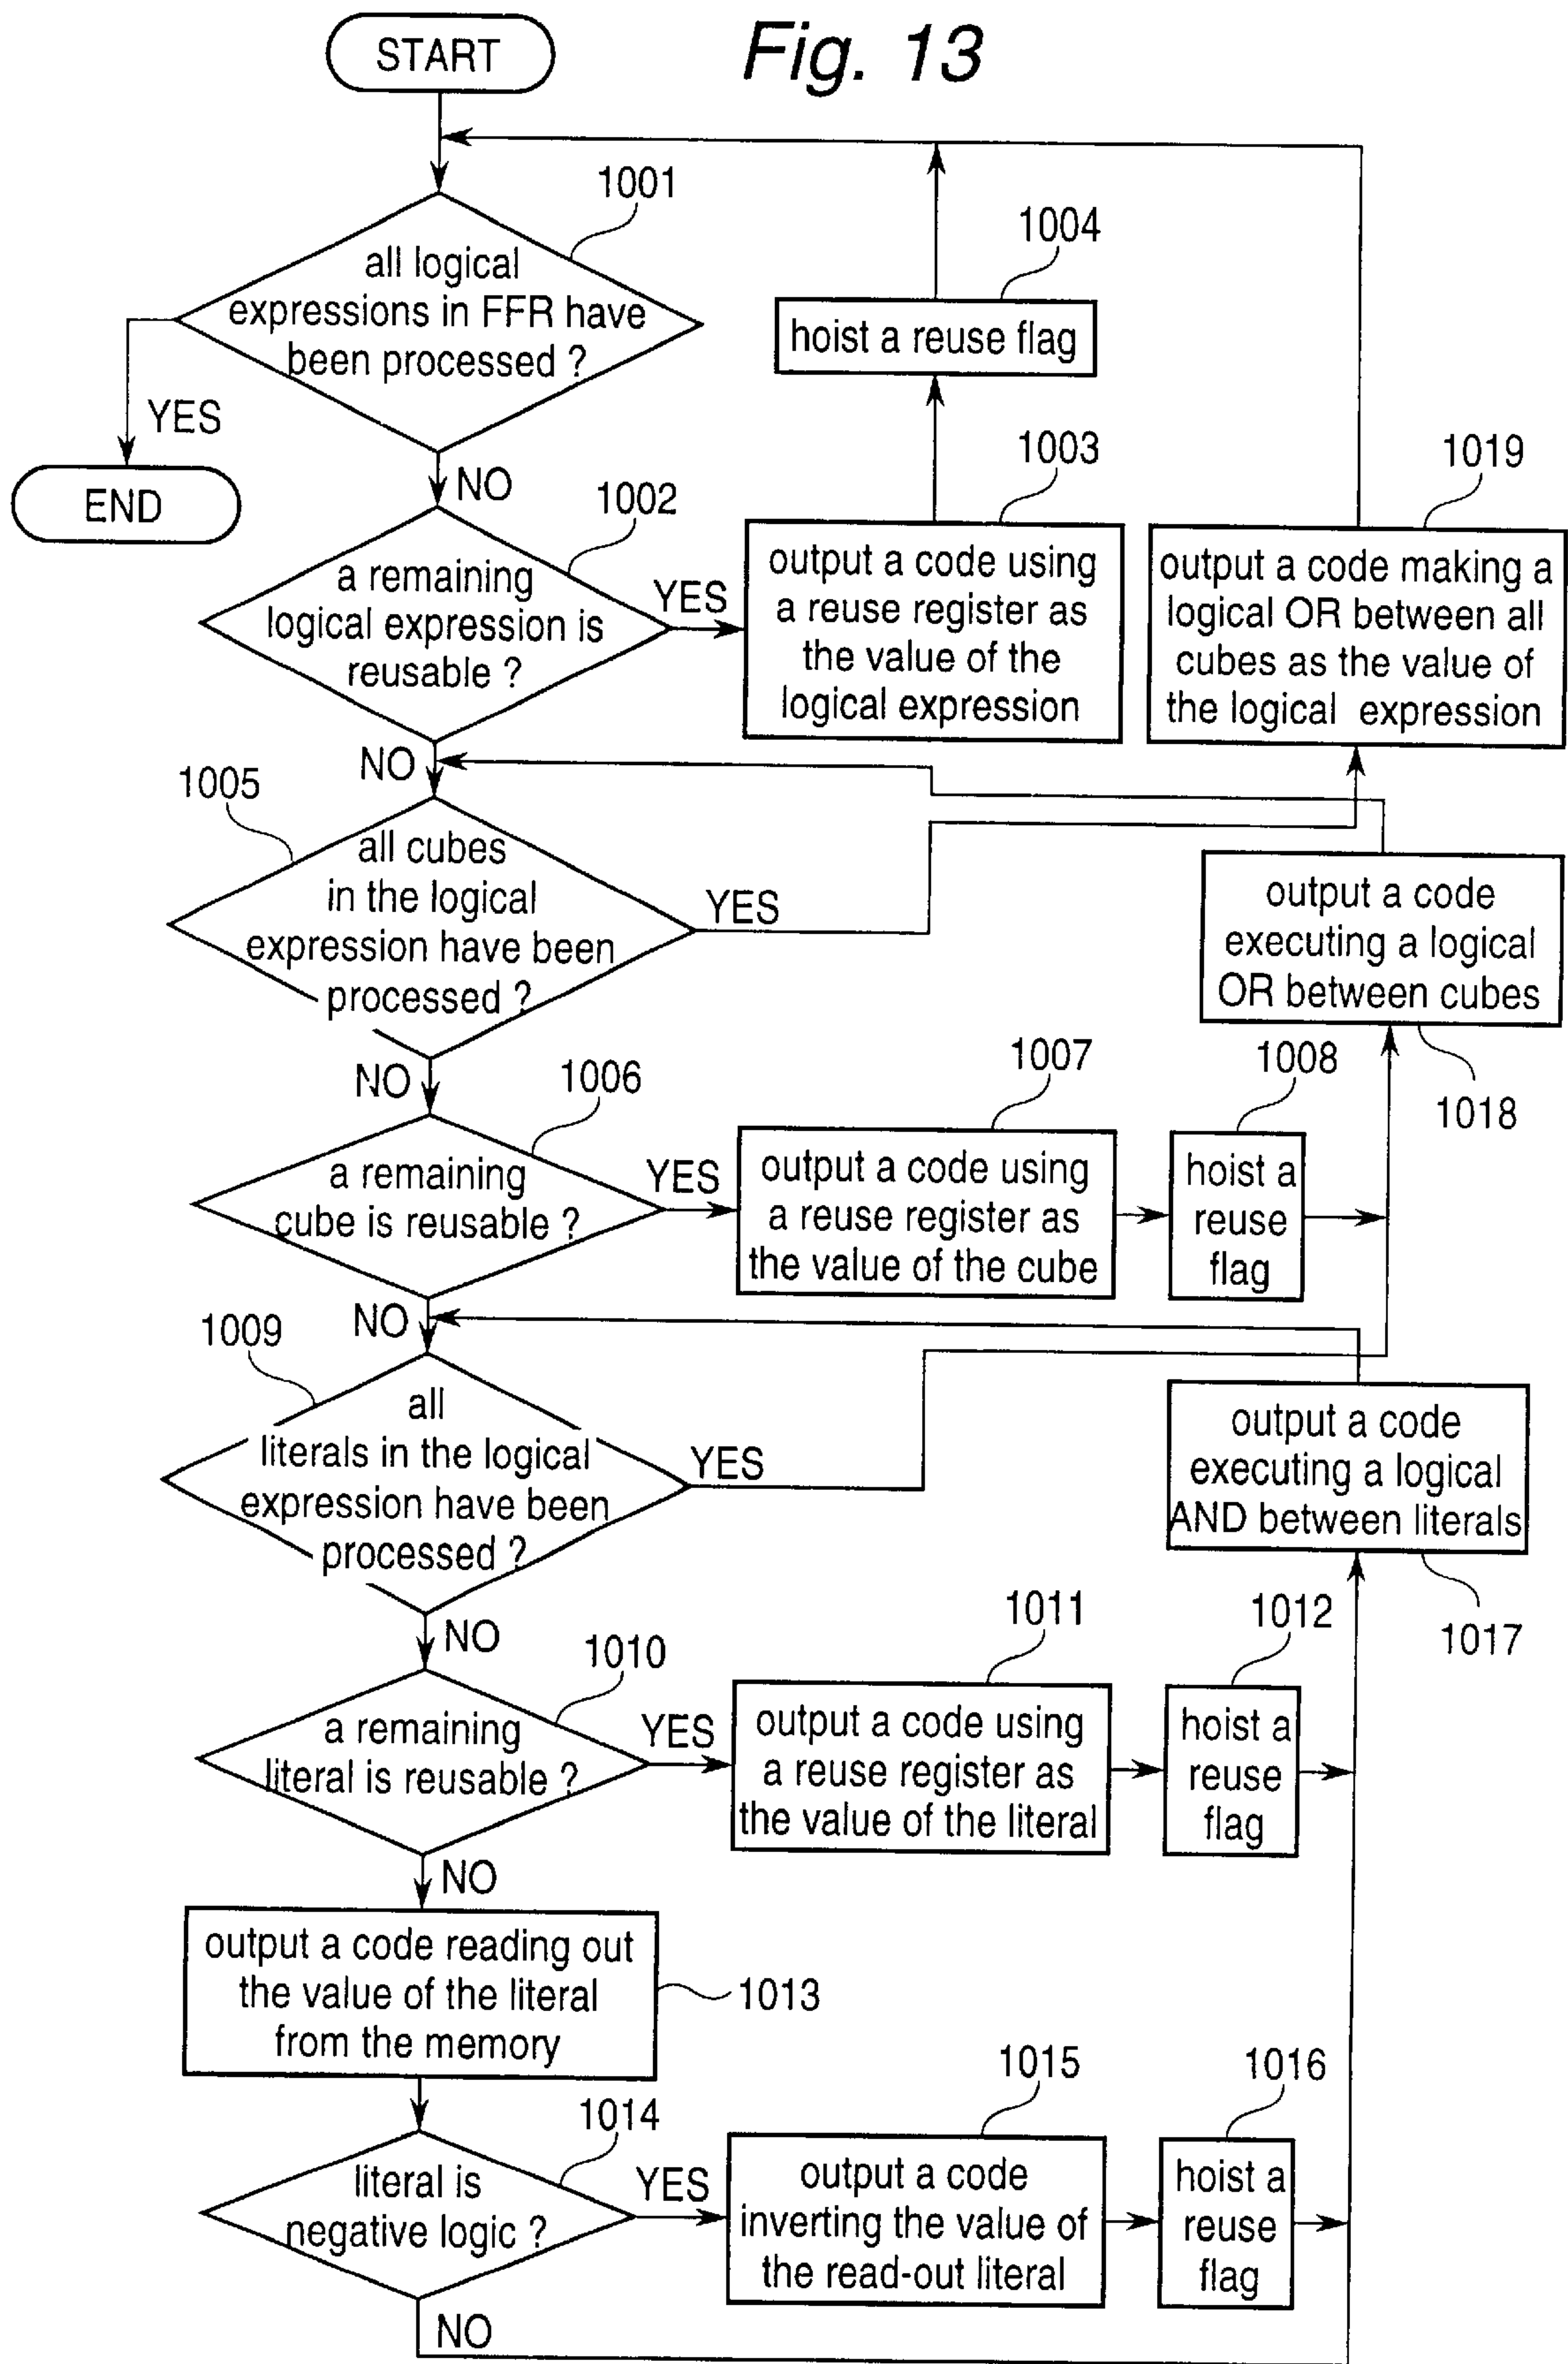 Fig. 13
START
1001
all logical
expressions in FFR have
been processed ?
YES
END
NO
1002
a remaining
logical expression is
reusable ?
YES
1003
output a code using
a reuse register as
the value of the
logical expression
1004
hoist a reuse flag
1019
output a code making a
logical OR between all
cubes as the value of
the logical expression
NO
1005
all cubes
in the logical
expression have been
processed ?
YES
output a code
executing a logical
OR between cubes
1018
NO
1006
a remaining
cube is reusable ?
YES
1007
output a code using
a reuse register as
the value of the cube
1008
hoist a
reuse
flag
NO
1009
all
literals in the logical
expression have been
processed ?
YES
output a code
executing a logical
AND between literals
1017
NO
1010
a remaining
literal is reusable ?
YES
1011
output a code using
a reuse register as
the value of the literal
1012
hoist a
reuse
flag
NO
output a code reading out
the value of the literal
from the memory
1013
1014
literal is
negative logic ?
YES
1015
output a code
inverting the value of
the read-out literal
1016
hoist a
reuse
flag
NO